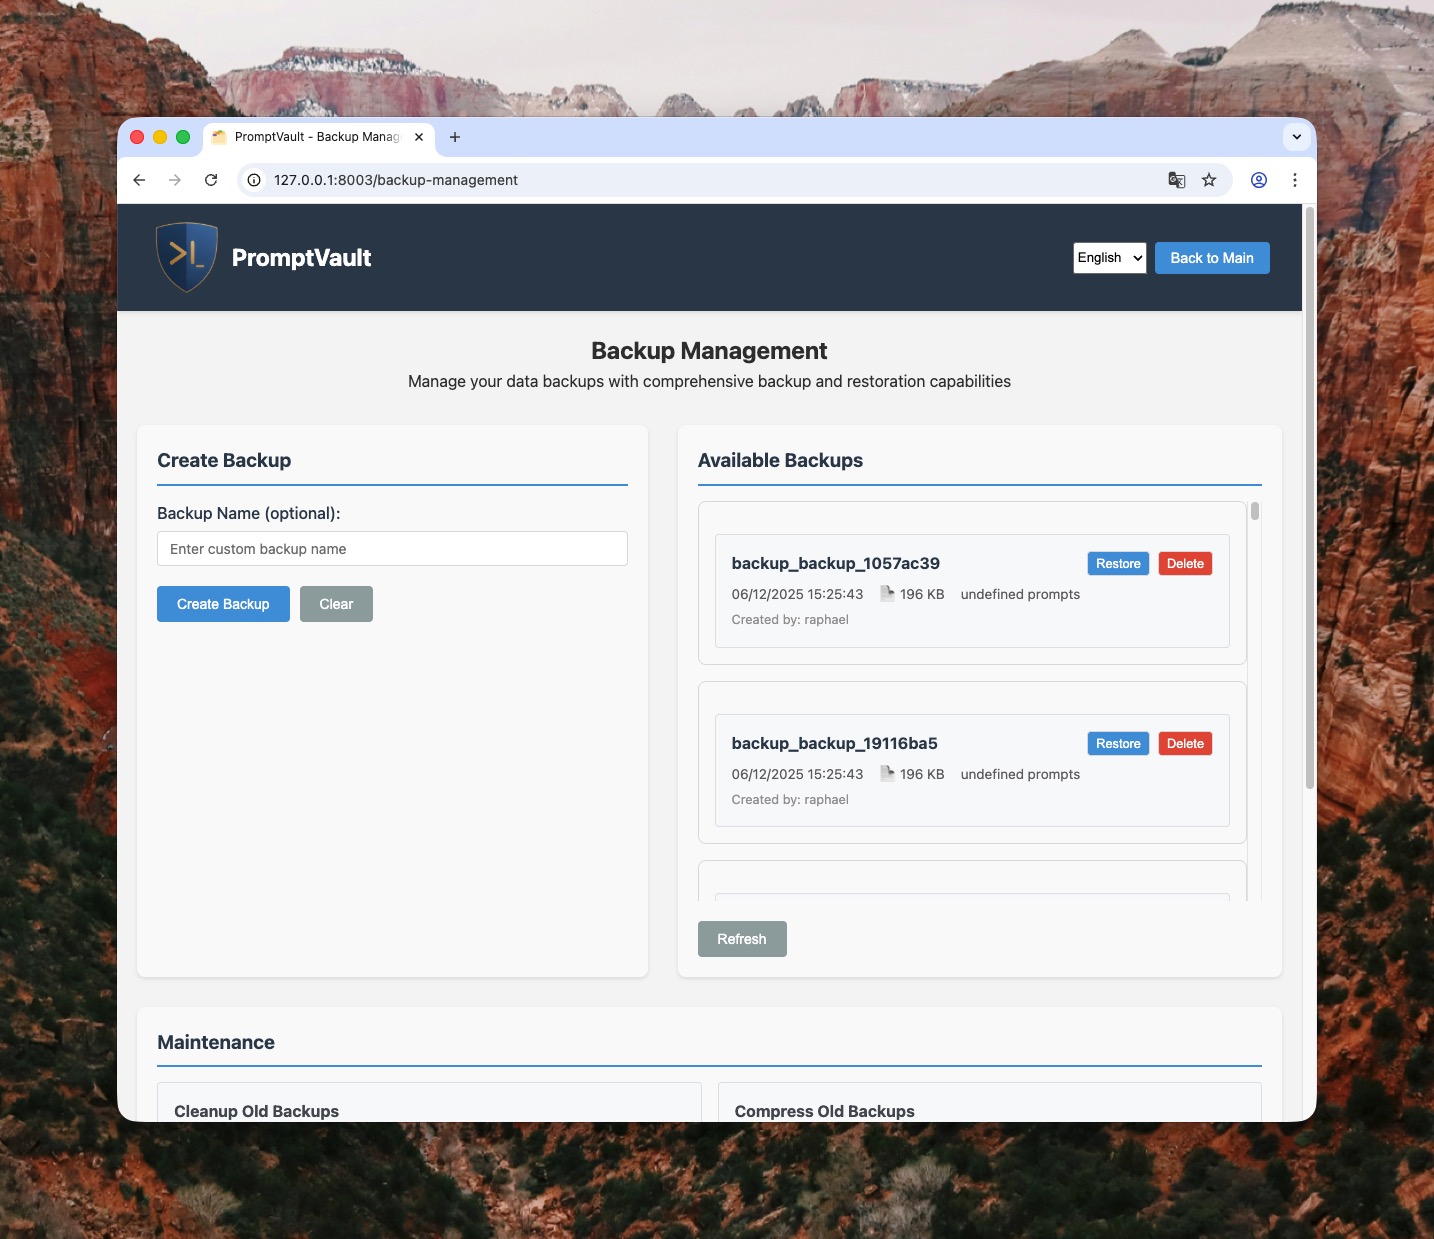 PromptVault - Backup Manag
127.0.0.1:8003/backup-management
PromptVault
English
Back to Main
Backup Management
Manage your data backups with comprehensive backup and restoration capabilities
Create Backup
Backup Name (optional):
Enter custom backup name
Create Backup
Clear
Available Backups
backup_backup_1057ac39
Restore
Delete
06/12/2025 15:25:43
196 KB
undefined prompts
Created by: raphael
backup_backup_19116ba5
Restore
Delete
06/12/2025 15:25:43
196 KB
undefined prompts
Created by: raphael
Refresh
Maintenance
Cleanup Old Backups
Compress Old Backups